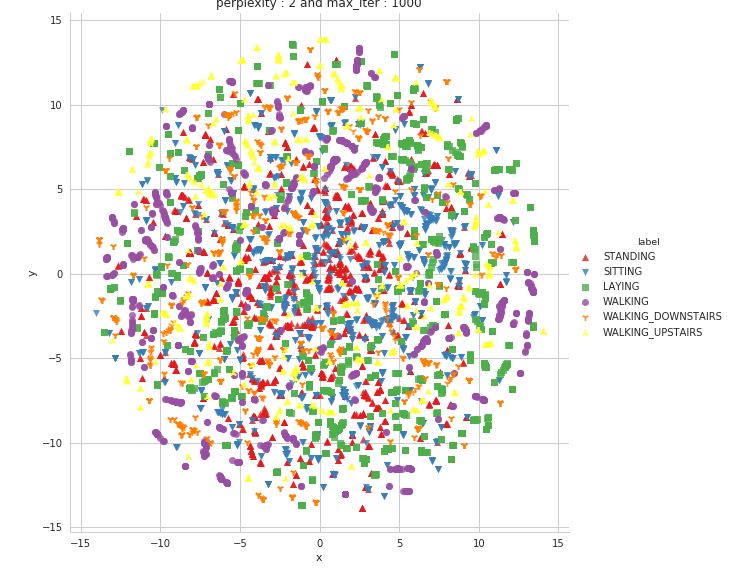 perplexity : 2 and max_iter : 1000
15
10
5
0
−5
−10
−15
y
−15 −10 −5 0 5 10 15
x
label
STANDING
SITTING
LAYING
WALKING
WALKING_DOWNSTAIRS
WALKING_UPSTAIRS